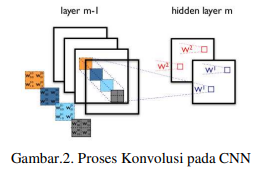 layer m-1
hidden layer m
W²
W²
W¹
W¹
Gambar.2. Proses Konvolusi pada CNN